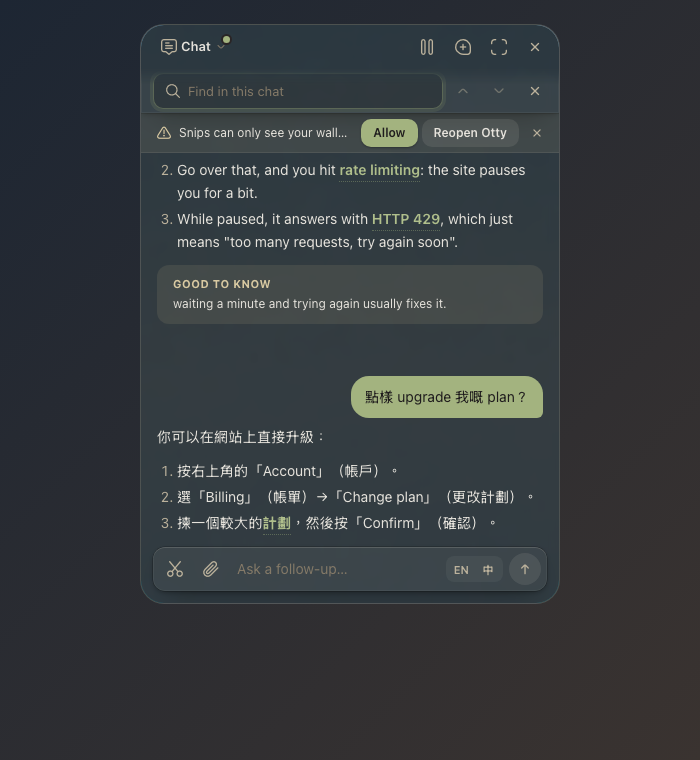 Chat
Find in this chat
Snips can only see your wall...
Allow
Reopen Otty
2. Go over that, and you hit rate limiting: the site pauses
you for a bit.
3. While paused, it answers with HTTP 429, which just
means "too many requests, try again soon".
GOOD TO KNOW
waiting a minute and trying again usually fixes it.
點樣 upgrade 我嘅 plan ?
你可以在網站上直接升級：
1. 按右上角的「Account」（帳戶）。
2. 選「Billing」（帳單）→「Change plan」（更改計劃）。
3. 揀一個較大的計劃，然後按「Confirm」（確認）。
Ask a follow-up...
EN 中